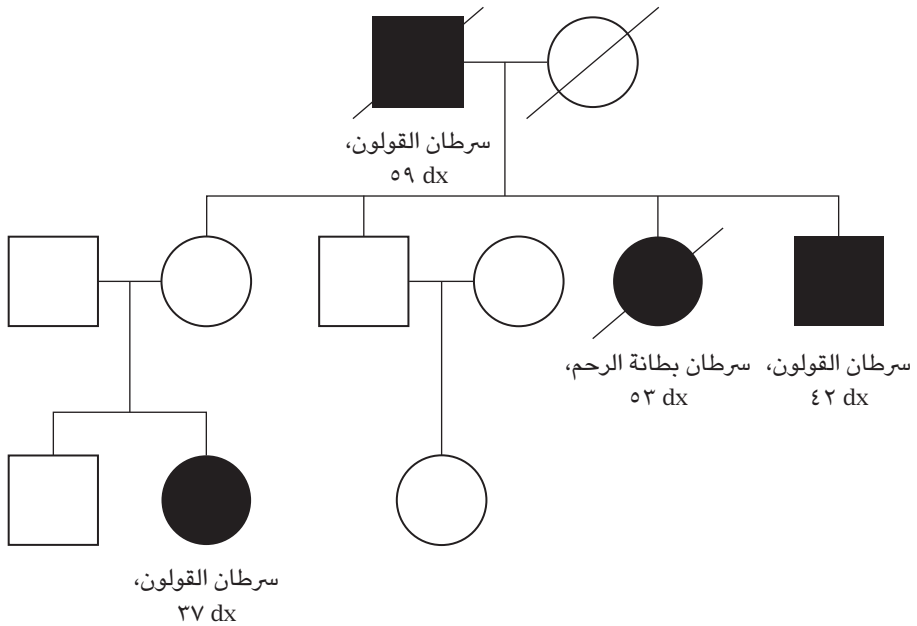 سرطان القولون،
٥٩ dx
سرطان بطانة الرحم،
٥٣ dx
سرطان القولون،
٤٢ dx
سرطان القولون،
٣٧ dx